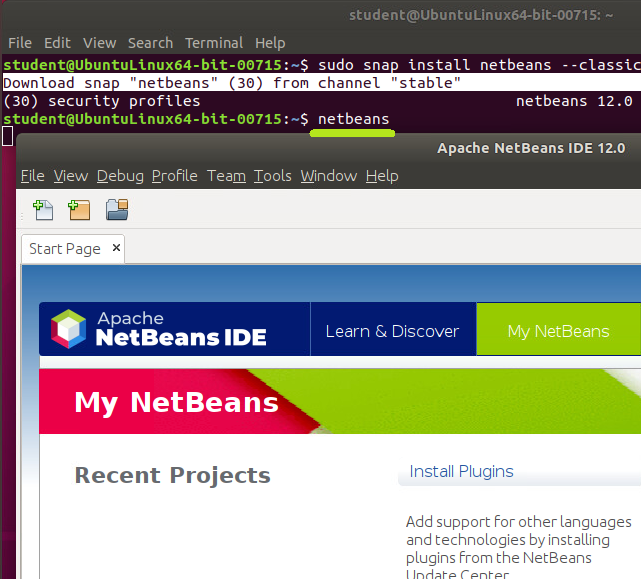 student@UbuntuLinux64-bit-00715: ~
File Edit View Search Terminal Help
student@UbuntuLinux64-bit-00715:~$ sudo snap install netbeans --classic
Download snap "netbeans" (30) from channel "stable"
(30) security profiles netbeans 12.0
student@UbuntuLinux64-bit-00715:~$ netbeans
Apache NetBeans IDE 12.0
File View Debug Profile Team Tools Window Help
Start Page ×
Apache
NetBeans IDE
Learn & Discover
My NetBeans
My NetBeans
Recent Projects
Install Plugins
Add support for other languages
and technologies by installing
plugins from the NetBeans
Update Center